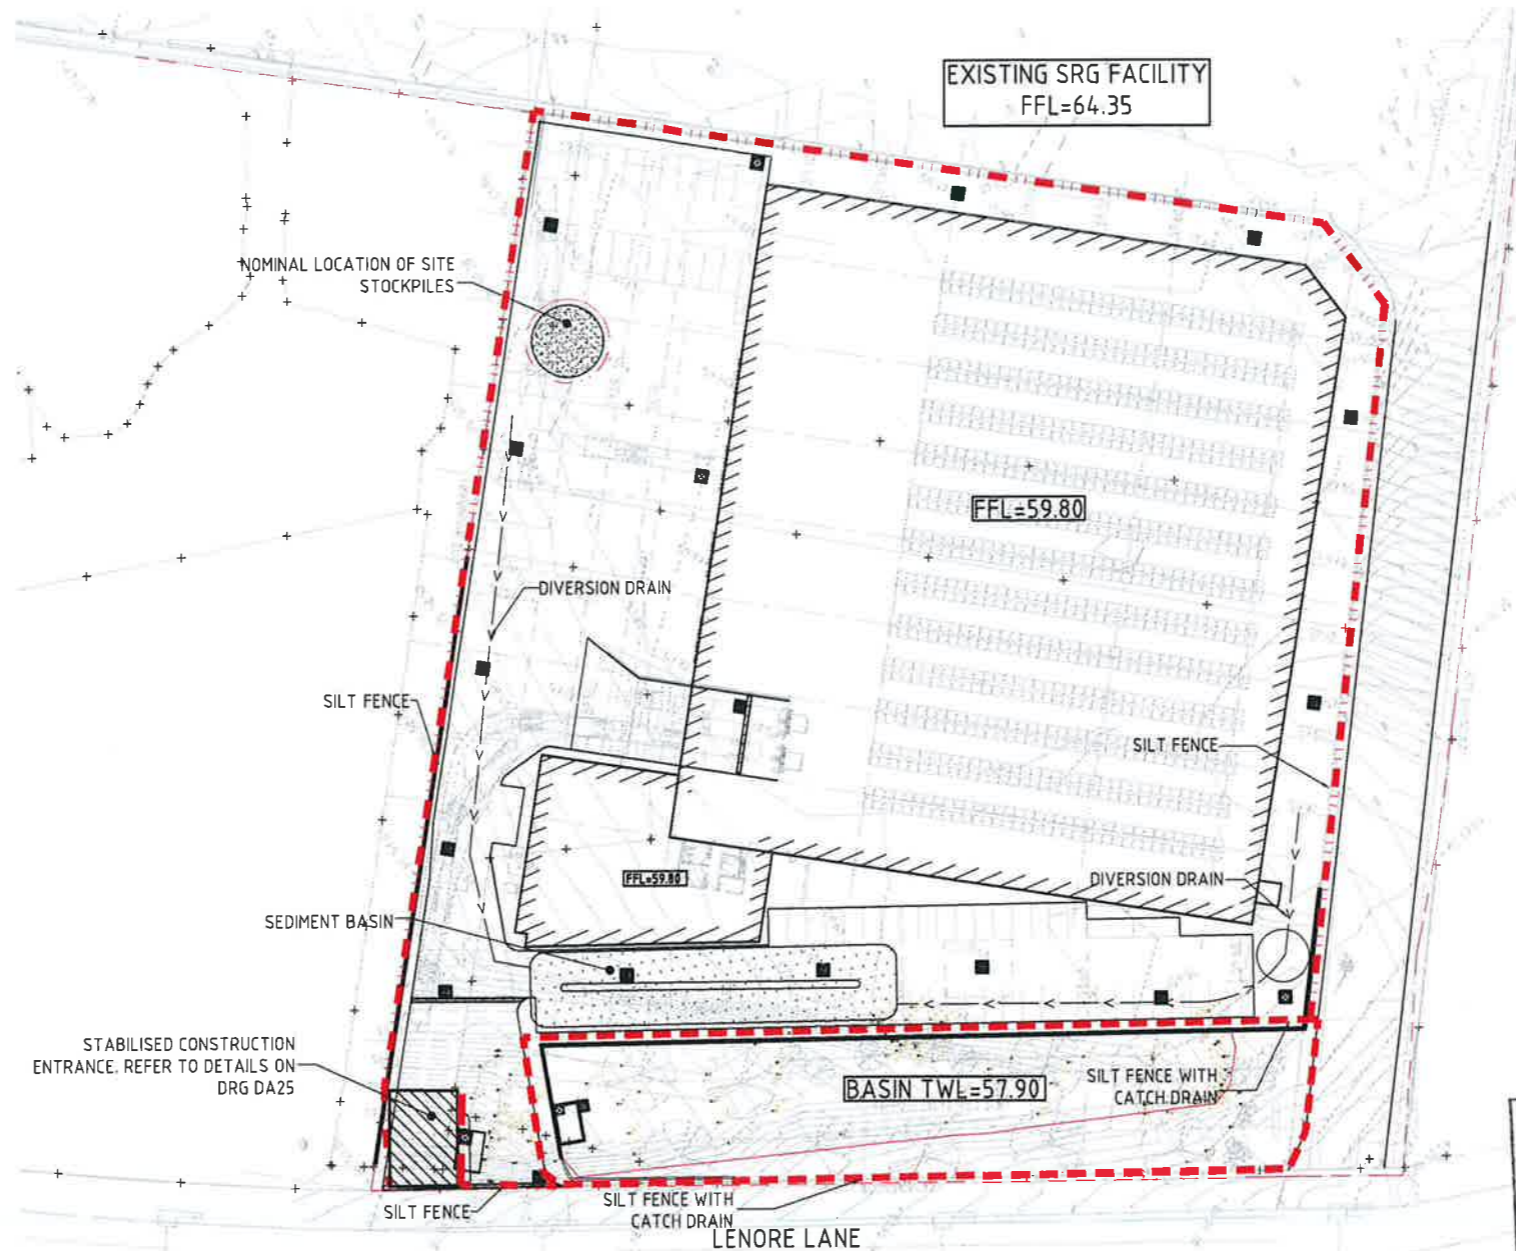 EXISTING SRG FACILITY
FFL=64.35
NOMINAL LOCATION OF SITE
STOCKPILES
FFL=59.80
DIVERSION DRAIN
SILT FENCE
SILT FENCE
FFL=59.80
DIVERSION DRAIN
SEDIMENT BASIN
STABILISED CONSTRUCTION
ENTRANCE. REFER TO DETAILS ON
DRG DA25
BASIN TWL=57.90
SILT FENCE WITH
CATCH DRAIN
SILT FENCE
SILT FENCE WITH
CATCH DRAIN
LENORE LANE